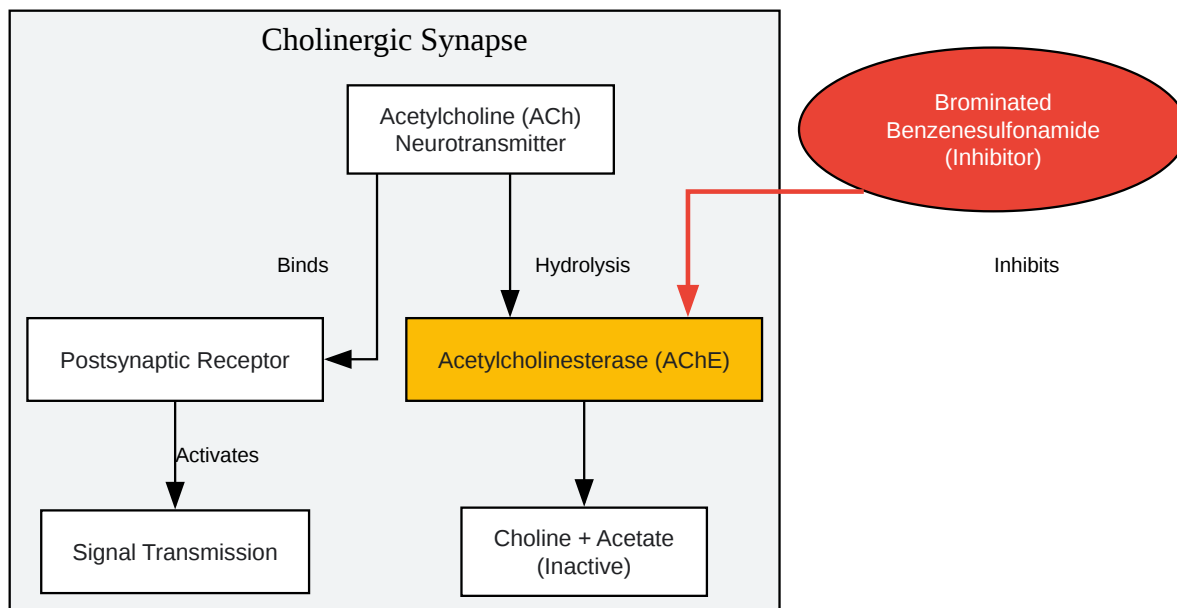 Cholinergic Synapse
Acetylcholine (ACh)
Neurotransmitter
Brominated
Benzenesulfonamide
(Inhibitor)
Binds
Hydrolysis
Inhibits
Postsynaptic Receptor
Acetylcholinesterase (AChE)
Activates
Signal Transmission
Choline + Acetate
(Inactive)